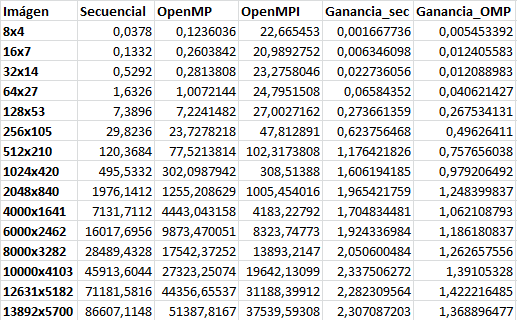 Imágen Secuencial OpenMP OpenMPI Ganancia_sec Ganancia_OMP
8x4 0,0378 0,1236036 22,665453 0,001667736 0,005453392
16x7 0,1332 0,2603842 20,9892752 0,006346098 0,012405583
32x14 0,5292 0,2813808 23,2758046 0,022736056 0,012088983
64x27 1,6326 1,0072144 24,7951508 0,06584352 0,040621427
128x53 7,3896 7,2241482 27,0027162 0,273661359 0,267534131
256x105 29,8236 23,7278218 47,812891 0,623756468 0,49626411
512x210 120,3684 77,5213814 102,3173808 1,176421826 0,757656038
1024x420 495,5332 302,0987942 308,51388 1,606194185 0,979206492
2048x840 1976,1412 1255,208629 1005,454016 1,965421759 1,248399837
4000x1641 7131,7112 4443,043158 4183,22792 1,704834481 1,062108793
6000x2462 16017,6956 9873,470051 8323,74773 1,924336984 1,186180837
8000x3282 28489,4328 17542,37252 13893,2147 2,050600484 1,262657556
10000x4103 45913,6044 27323,25074 19642,13099 2,337506272 1,39105328
12631x5182 71181,5816 44356,65537 31188,39912 2,282309564 1,422216485
13892x5700 86607,1148 51387,8167 37539,59308 2,307087203 1,368896477